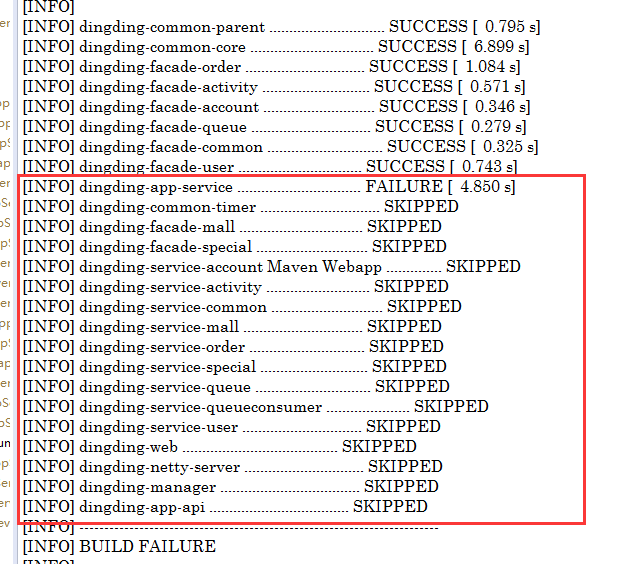 [INFO]
[INFO] dingding-common-parent ............................ SUCCESS [  0.795 s]
[INFO] dingding-common-core .............................. SUCCESS [  6.899 s]
[INFO] dingding-facade-order ............................. SUCCESS [  1.084 s]
[INFO] dingding-facade-activity .......................... SUCCESS [  0.571 s]
[INFO] dingding-facade-account ........................... SUCCESS [  0.346 s]
[INFO] dingding-facade-queue ............................. SUCCESS [  0.279 s]
[INFO] dingding-facade-common ............................ SUCCESS [  0.325 s]
[INFO] dingding-facade-user .............................. SUCCESS [  0.743 s]
[INFO] dingding-app-service .............................. FAILURE [  4.850 s]
[INFO] dingding-common-timer ............................. SKIPPED
[INFO] dingding-facade-mall .............................. SKIPPED
[INFO] dingding-facade-special ........................... SKIPPED
[INFO] dingding-service-account Maven Webapp ............. SKIPPED
[INFO] dingding-service-activity ......................... SKIPPED
[INFO] dingding-service-common ........................... SKIPPED
[INFO] dingding-service-mall ............................. SKIPPED
[INFO] dingding-service-order ............................ SKIPPED
[INFO] dingding-service-special .......................... SKIPPED
[INFO] dingding-service-queue ............................ SKIPPED
[INFO] dingding-service-queueconsumer .................... SKIPPED
[INFO] dingding-service-user ............................. SKIPPED
[INFO] dingding-web ...................................... SKIPPED
[INFO] dingding-netty-server ............................. SKIPPED
[INFO] dingding-manager .................................. SKIPPED
[INFO] dingding-app-api .................................. SKIPPED
[INFO] ------------------------------------------------------------------------
[INFO] BUILD FAILURE